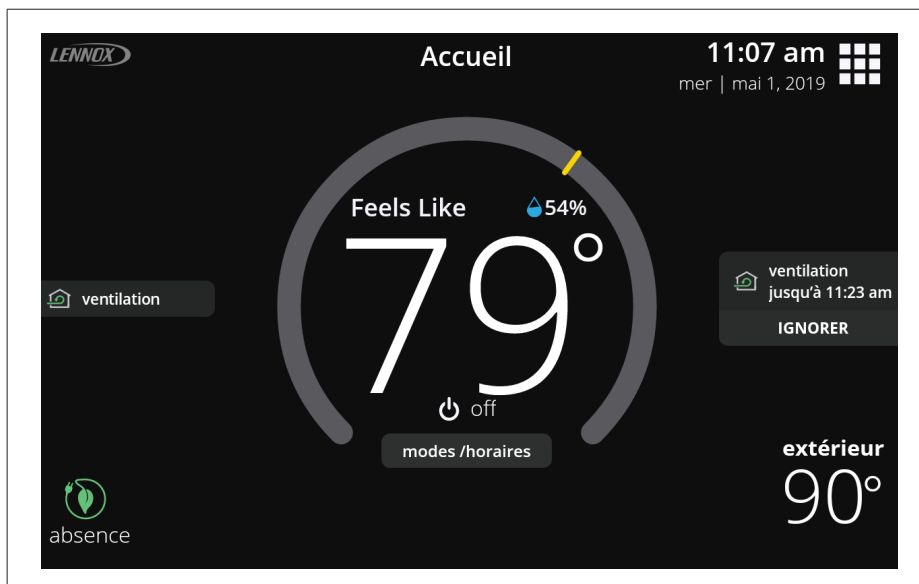 LENNOX
Accueil
11:07 am
mer | mai 1, 2019
Feels Like
54%
79°
ventilation
ventilation
jusqu'à 11:23 am
IGNORER
off
modes /horaires
extérieur
90°
absence